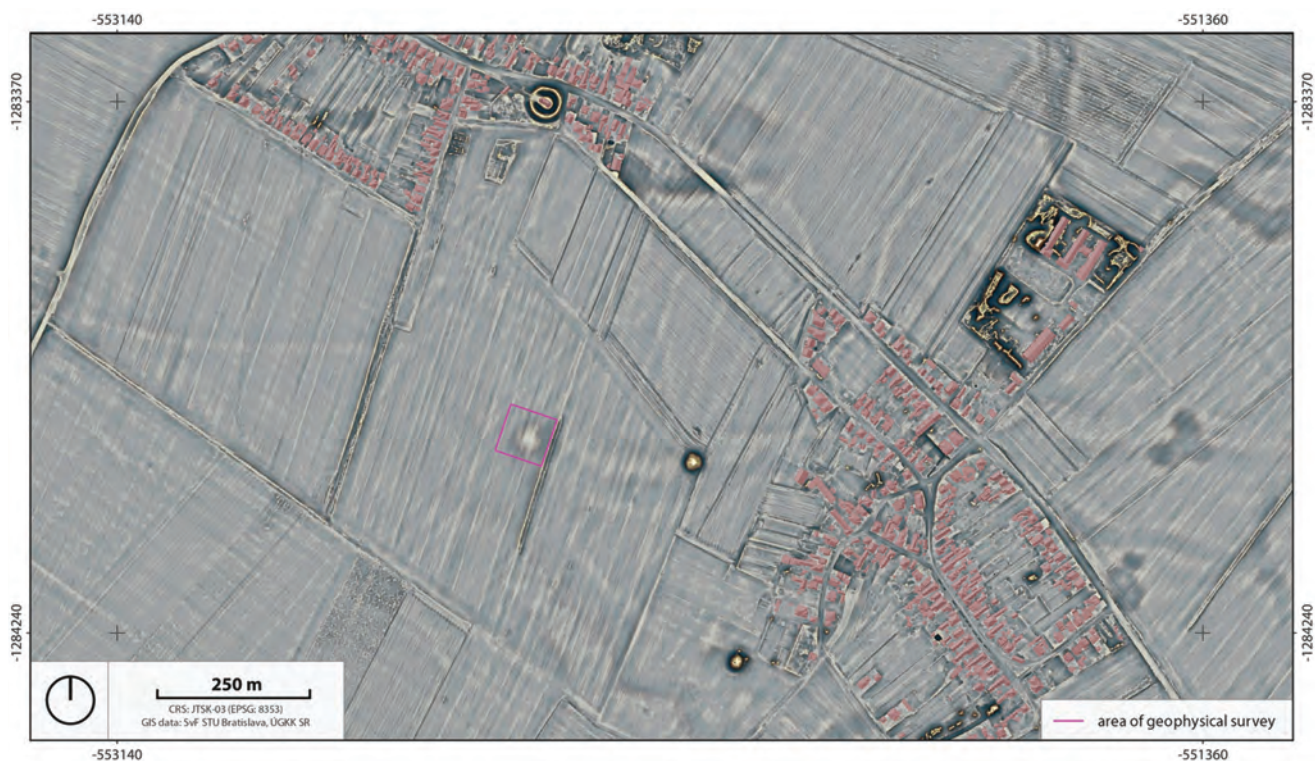 -553140
-551360
-1283370
-1283370
-1284240
-1284240
250 m
CRS: JTSK-03 (EPSG: 8353)
GIS data: SvF STU Bratislava, ÚGKK SR
area of geophysical survey
-553140
-551360